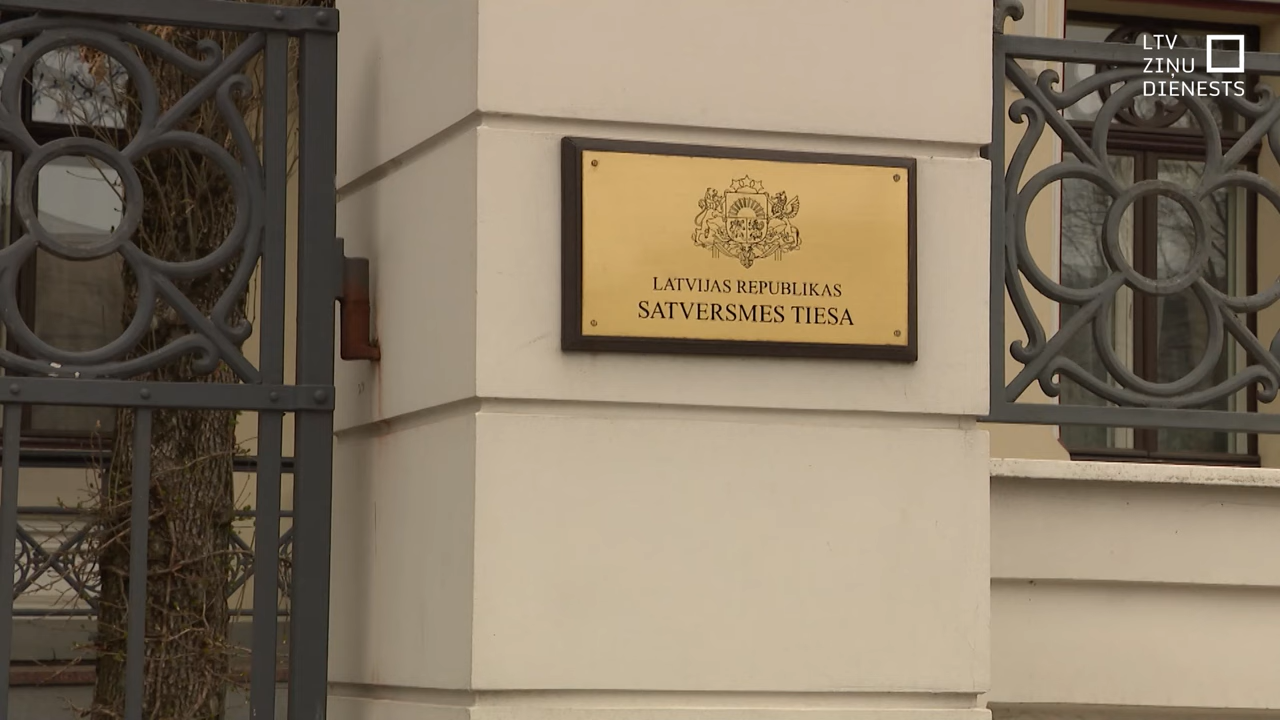 LTV
ZIŅU
DIENESTS
LATVIJAS REPUBLIKAS
SATVERSMES TIESA